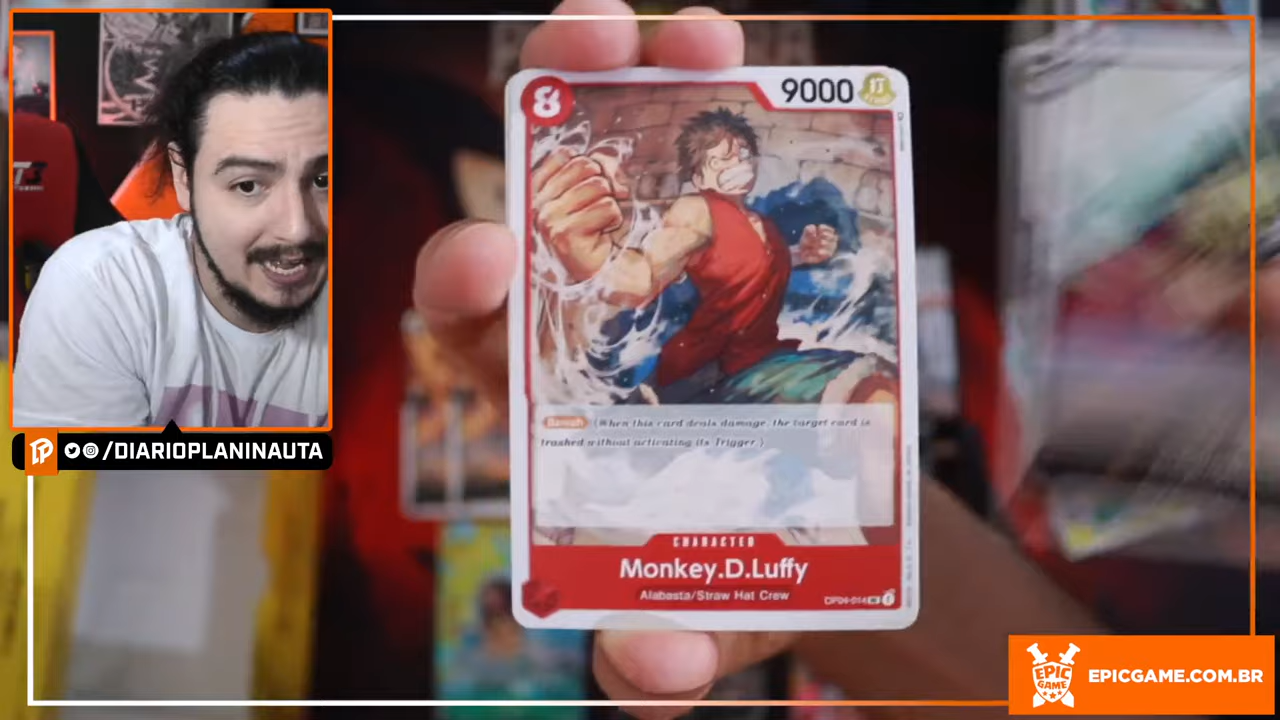 8
9000
Banish (When this card deals damage, the target card is
trashed without activating its Trigger.)
CHARACTER
Monkey.D.Luffy
Alabasta/Straw Hat Crew
OP04-014
/DIARIOPLANINAUTA
EPIC
GAME
EPICGAME.COM.BR